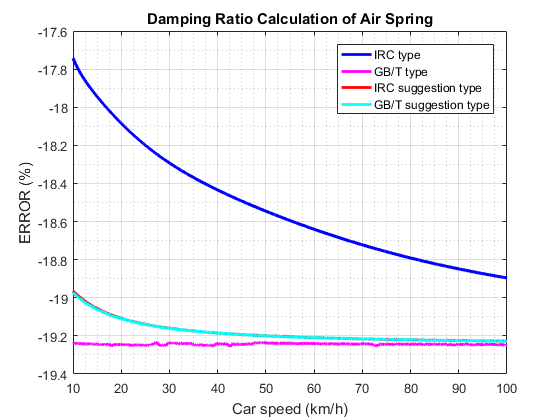 Damping Ratio Calculation of Air Spring
-17.6
-17.8
-18
-18.2
-18.4
-18.6
-18.8
-19
-19.2
-19.4
ERROR (%)
IRC type
GB/T type
IRC suggestion type
GB/T suggestion type
10 20 30 40 50 60 70 80 90 100
Car speed (km/h)